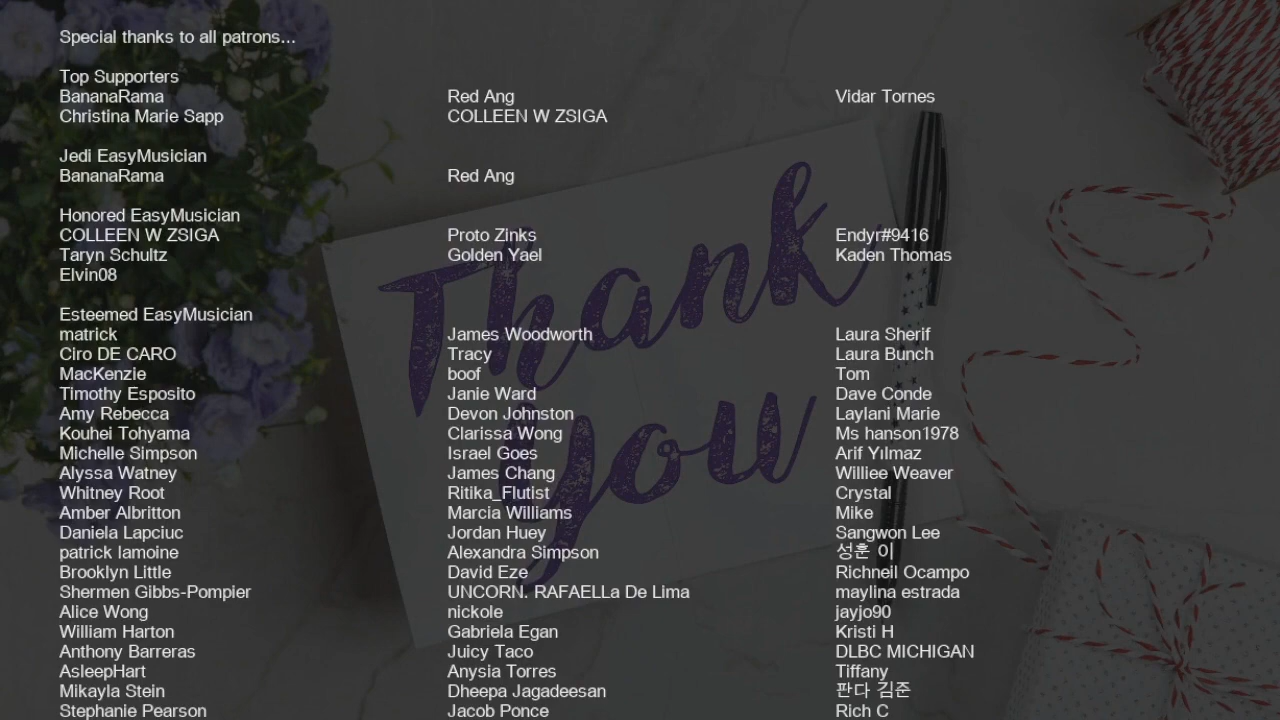 Special thanks to all patrons...
Top Supporters
BananaRama Red Ang Vidar Tornes
Christina Marie Sapp COLLEEN W ZSIGA
Jedi EasyMusician
BananaRama Red Ang
Honored EasyMusician
COLLEEN W ZSIGA Proto Zinks Endyr#9416
Taryn Schultz Golden Yael Kaden Thomas
Elvin08
Esteemed EasyMusician
matrick James Woodworth Laura Sherif
Ciro DE CARO Tracy Laura Bunch
MacKenzie boof Tom
Timothy Esposito Janie Ward Dave Conde
Amy Rebecca Devon Johnston Laylani Marie
Kouhei Tohyama Clarissa Wong Ms hanson1978
Michelle Simpson Israel Goes Arif Yılmaz
Alyssa Watney James Chang Williee Weaver
Whitney Root Ritika_Flutist Crystal
Amber Albritton Marcia Williams Mike
Daniela Lapciuc Jordan Huey Sangwon Lee
patrick lamoine Alexandra Simpson 성훈 이
Brooklyn Little David Eze Richneil Ocampo
Shermen Gibbs-Pompier UNCORN. RAFAELLa De Lima maylina estrada
Alice Wong nickole jayjo90
William Harton Gabriela Egan Kristi H
Anthony Barreras Juicy Taco DLBC MICHIGAN
AsleepHart Anysia Torres Tiffany
Mikayla Stein Dheepa Jagadeesan 판다 김준
Stephanie Pearson Jacob Ponce Rich C
Thank
you